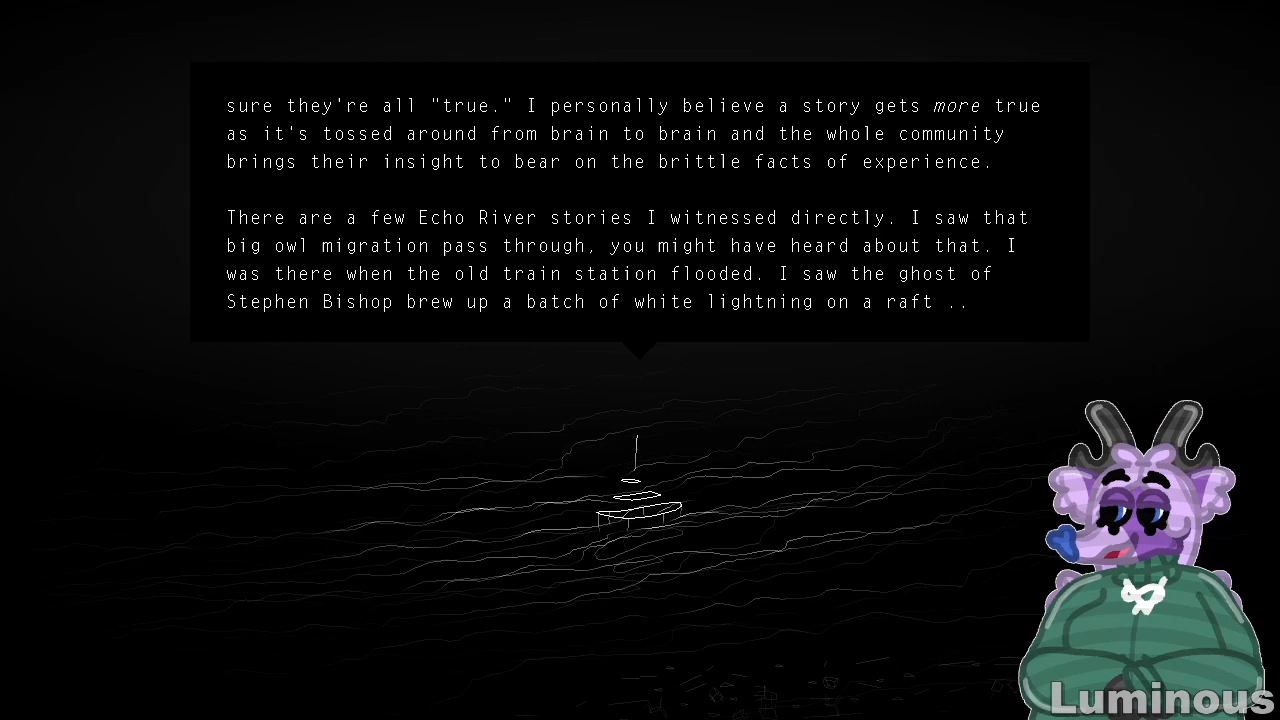 sure they're all "true." I personally believe a story gets more true
as it's tossed around from brain to brain and the whole community
brings their insight to bear on the brittle facts of experience.
There are a few Echo River stories I witnessed directly. I saw that
big owl migration pass through, you might have heard about that. I
was there when the old train station flooded. I saw the ghost of
Stephen Bishop brew up a batch of white lightning on a raft ..
Luminous